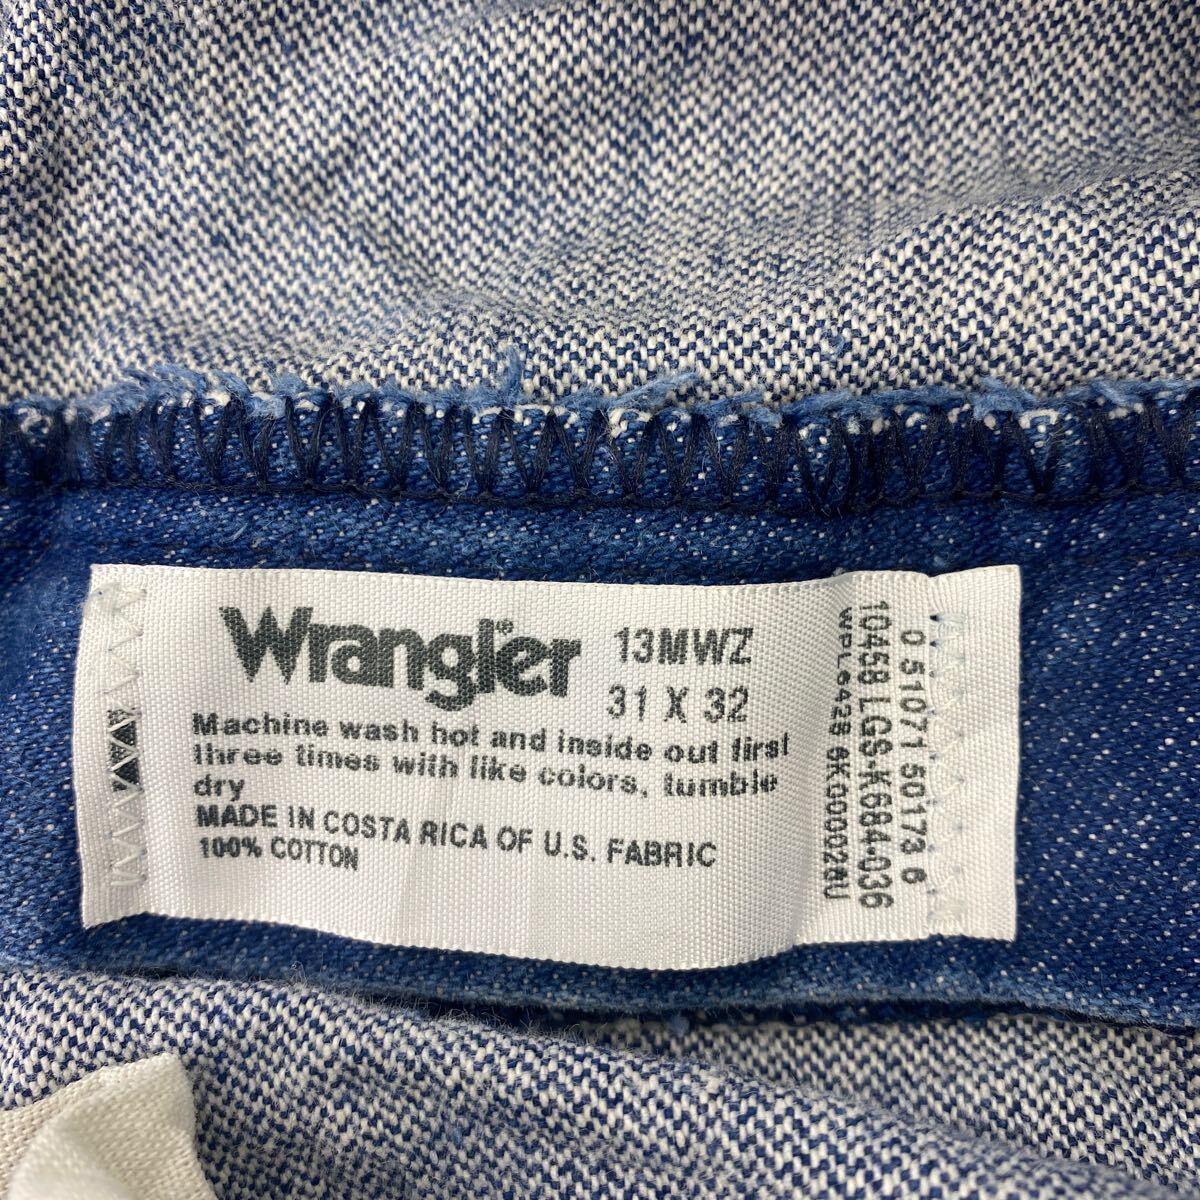 Wrangler®
13MWZ
31 X 32
Machine wash hot and inside out first
three times with like colors, tumble
dry
MADE IN COSTA RICA OF U.S. FABRIC
100% COTTON
0 51071 50173 6
10458 LGS-K684-036
WPL6428 6K00026U